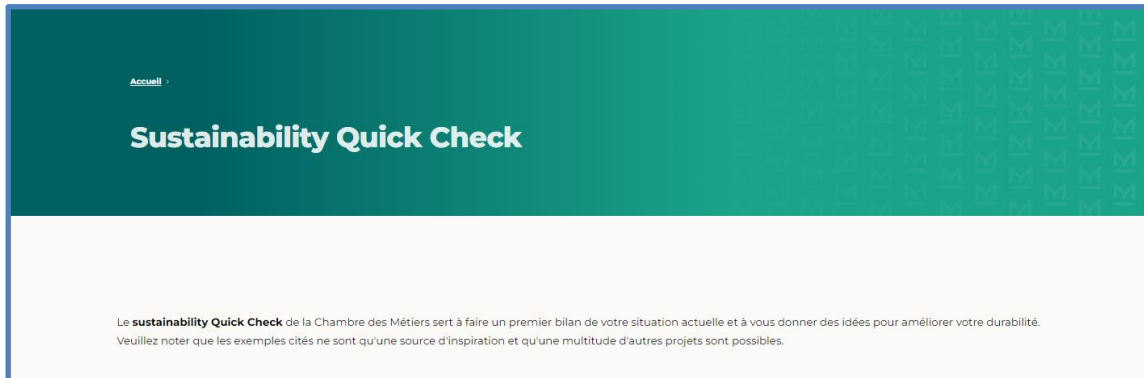 Accueil >
Sustainability Quick Check
Le sustainability Quick Check de la Chambre des Métiers sert à faire un premier bilan de votre situation actuelle et à vous donner des idées pour améliorer votre durabilité.
Veuillez noter que les exemples cités ne sont qu'une source d'inspiration et qu'une multitude d'autres projets sont possibles.